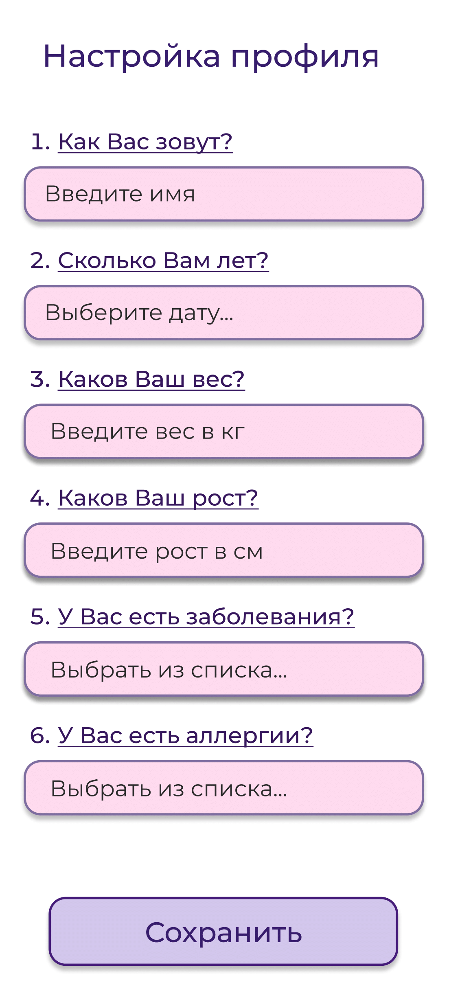 Настройка профиля
1. Как Вас зовут?
Введите имя
2. Сколько Вам лет?
Выберите дату...
3. Каков Ваш вес?
Введите вес в кг
4. Каков Ваш рост?
Введите рост в см
5. У Вас есть заболевания?
Выбрать из списка...
6. У Вас есть аллергии?
Выбрать из списка...
Сохранить